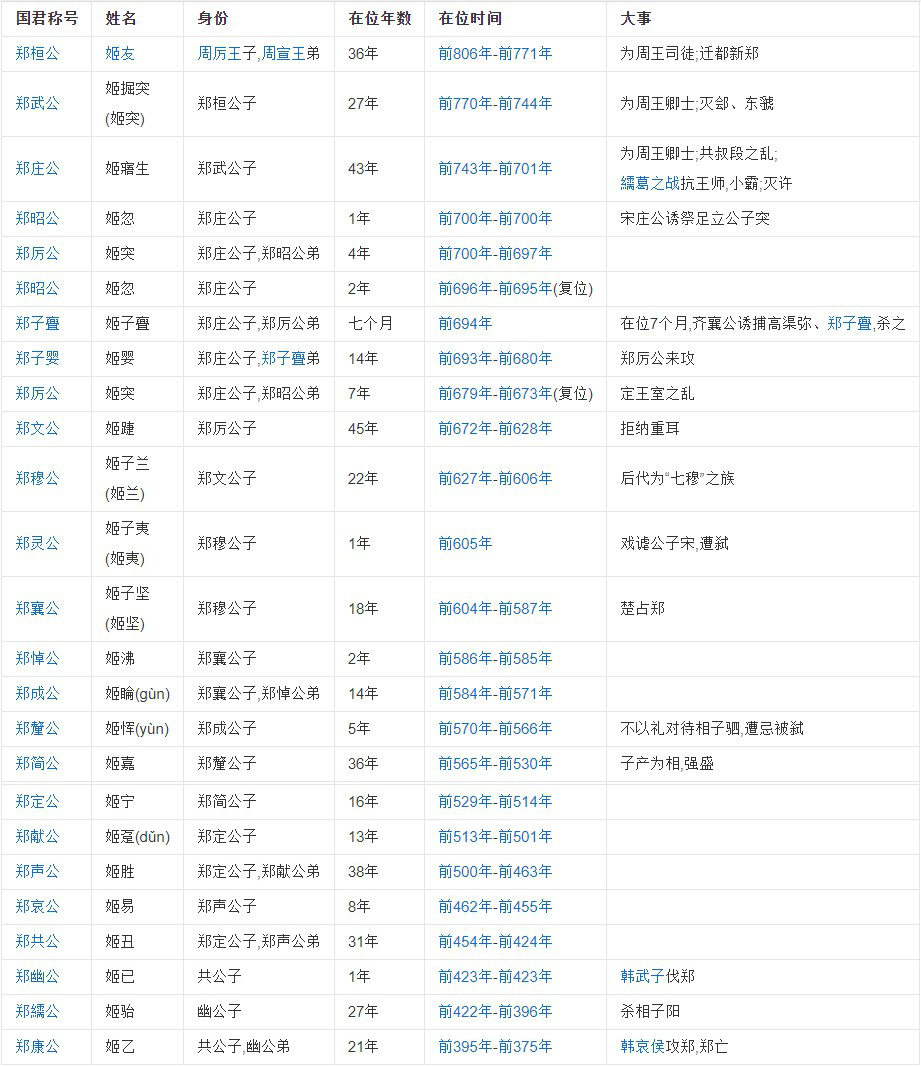 国君称号 姓名 身份 在位年数 在位时间 大事
郑桓公 姬友 周厉王子,周宣王弟 36年 前806年-前771年 为周王司徒;迁都新郑
郑武公 姬掘突 (姬突) 郑桓公子 27年 前770年-前744年 为周王卿士;灭郐、东虢
郑庄公 姬寤生 郑武公子 43年 前743年-前701年 为周王卿士;共叔段之乱;
繻葛之战抗王师,小霸;灭许
郑昭公 姬忽 郑庄公子 1年 前700年-前700年 宋庄公诱祭足立公子突
郑厉公 姬突 郑庄公子,郑昭公弟 4年 前700年-前697年
郑昭公 姬忽 郑庄公子 2年 前696年-前695年(复位)
郑子亹 姬子亹 郑庄公子,郑厉公弟 七个月 前694年 在位7个月,齐襄公诱捕高渠弥、郑子亹,杀之
郑子婴 姬婴 郑庄公子,郑子亹弟 14年 前693年-前680年 郑厉公来攻
郑厉公 姬突 郑庄公子,郑昭公弟 7年 前679年-前673年(复位) 定王室之乱
郑文公 姬踕 郑厉公子 45年 前672年-前628年 拒纳重耳
郑穆公 姬子兰 (姬兰) 郑文公子 22年 前627年-前606年 后代为“七穆”之族
郑灵公 姬子夷 (姬夷) 郑穆公子 1年 前605年 戏谑公子宋,遭弑
郑襄公 姬子坚 (姬坚) 郑穆公子 18年 前604年-前587年 楚占郑
郑悼公 姬沸 郑襄公子 2年 前586年-前585年
郑成公 姬睔(gùn) 郑襄公子,郑悼公弟 14年 前584年-前571年
郑釐公 姬恽(yùn) 郑成公子 5年 前570年-前566年 不以礼对待相子驷,遭忌被弑
郑简公 姬嘉 郑釐公子 36年 前565年-前530年 子产为相,强盛
郑定公 姬宁 郑简公子 16年 前529年-前514年
郑献公 姬趸(dǔn) 郑定公子 13年 前513年-前501年
郑声公 姬胜 郑定公子,郑献公弟 38年 前500年-前463年
郑哀公 姬易 郑声公子 8年 前462年-前455年
郑共公 姬丑 郑定公子,郑声公弟 31年 前454年-前424年
郑幽公 姬已 共公子 1年 前423年-前423年 韩武子伐郑
郑繻公 姬骀 幽公子 27年 前422年-前396年 杀相子阳
郑康公 姬乙 共公子,幽公弟 21年 前395年-前375年 韩哀侯攻郑,郑亡